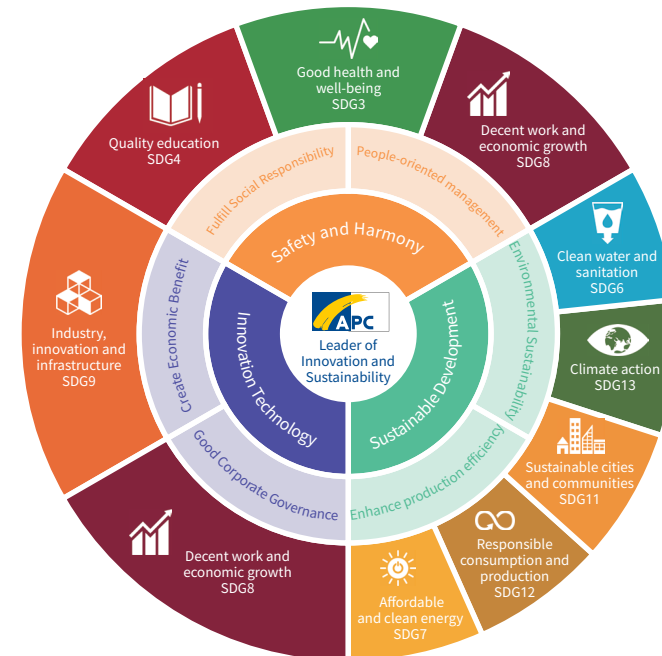 Good health and
well-being
SDG3
Decent work and
economic growth
SDG8
Clean water and
sanitation
SDG6
Climate action
SDG13
Sustainable cities
and communities
SDG11
Responsible
consumption and
production
SDG12
Affordable
and clean energy
SDG7
Decent work and
economic growth
SDG8
Industry,
innovation and
infrastructure
SDG9
Quality education
SDG4
Fulfill Social Responsibility
People-oriented management
Environmental Sustainability
Enhance production efficiency
Good Corporate Governance
Create Economic Benefit
Safety and Harmony
Sustainable Development
Innovation Technology
APC
Leader of
Innovation and
Sustainability